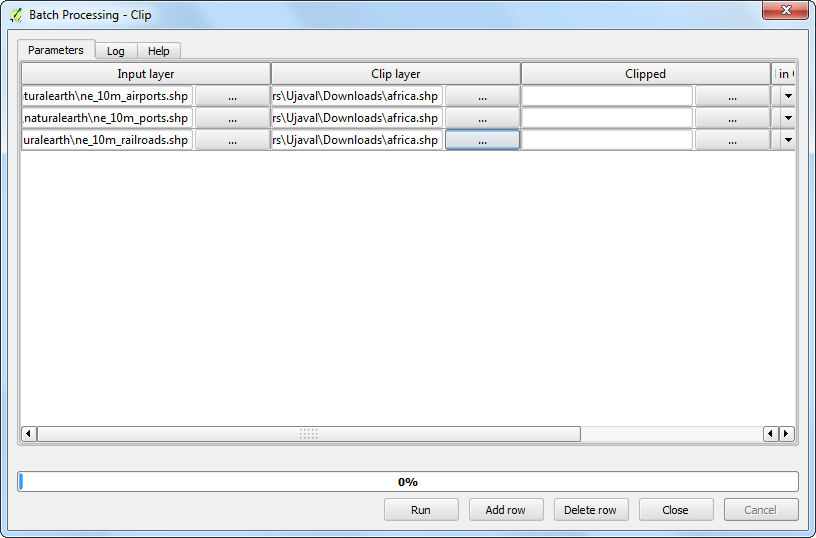 Batch Processing - Clip
Parameters Log Help
Input layer Clip layer Clipped in
turalearth\ne_10m_airports.shp ... rs\Ujaval\Downloads\africa.shp ... ...
naturalearth\ne_10m_ports.shp ... rs\Ujaval\Downloads\africa.shp ... ...
uralearth\ne_10m_railroads.shp ... rs\Ujaval\Downloads\africa.shp ... ...
0%
Run Add row Delete row Close Cancel